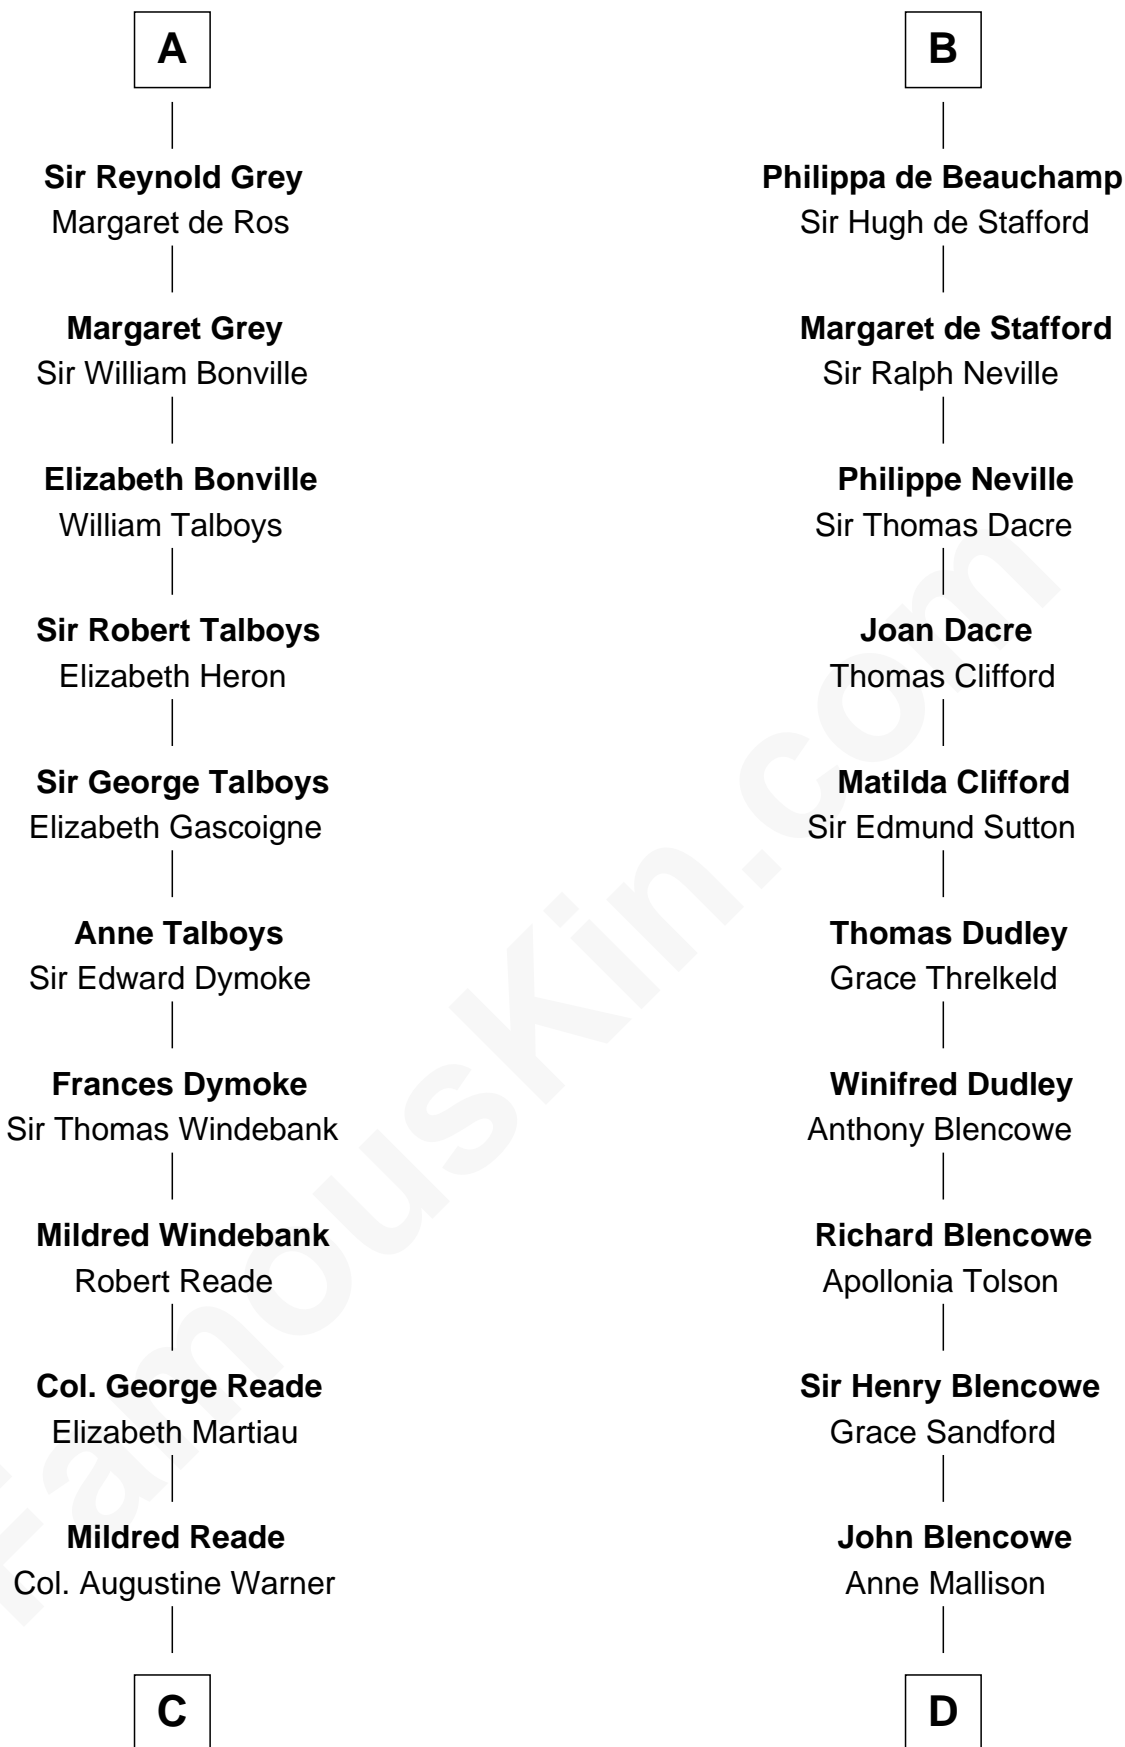 A
Sir Reynold Grey
Margaret de Ros
Margaret Grey
Sir William Bonville
Elizabeth Bonville
William Talboys
Sir Robert Talboys
Elizabeth Heron
Sir George Talboys
Elizabeth Gascoigne
Anne Talboys
Sir Edward Dymoke
Frances Dymoke
Sir Thomas Windebank
Mildred Windebank
Robert Reade
Col. George Reade
Elizabeth Martiau
Mildred Reade
Col. Augustine Warner
C
B
Philippa de Beauchamp
Sir Hugh de Stafford
Margaret de Stafford
Sir Ralph Neville
Philippe Neville
Sir Thomas Dacre
Joan Dacre
Thomas Clifford
Matilda Clifford
Sir Edmund Sutton
Thomas Dudley
Grace Threlkeld
Winifred Dudley
Anthony Blencowe
Richard Blencowe
Apollonia Tolson
Sir Henry Blencowe
Grace Sandford
John Blencowe
Anne Mallison
D
FamousKin.com